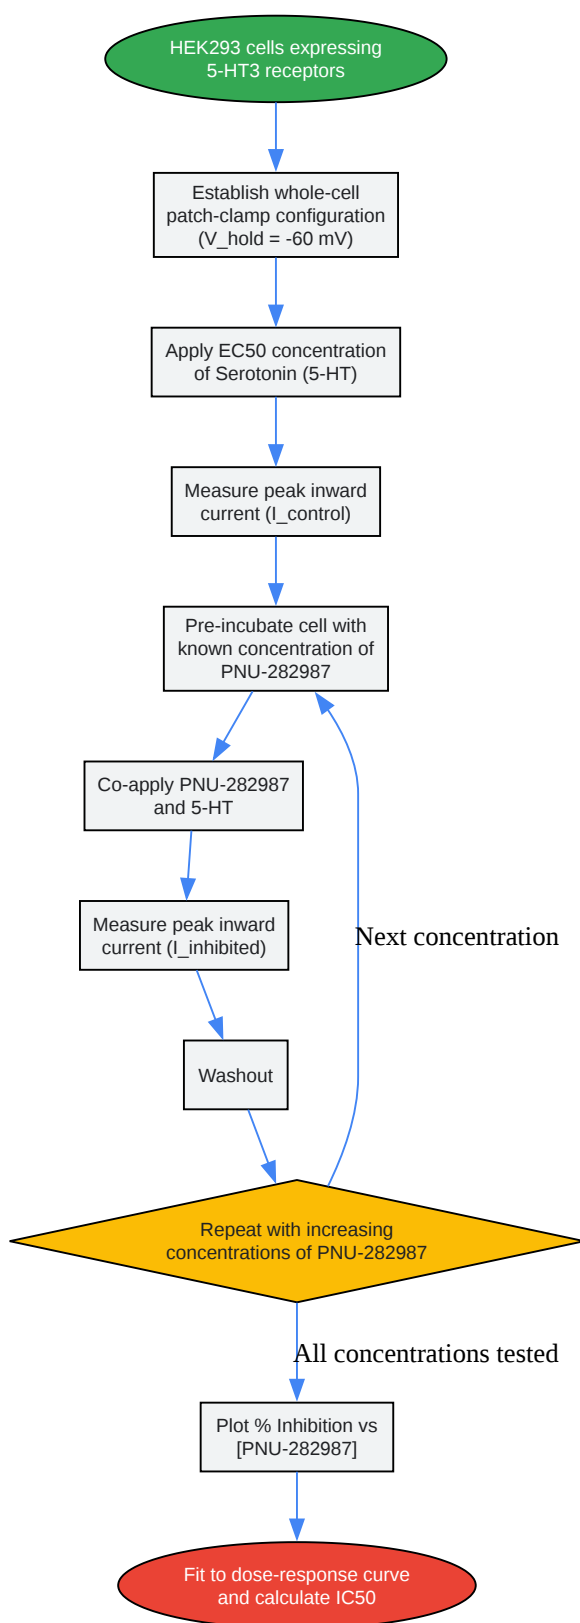 HEK293 cells expressing
5-HT3 receptors
Establish whole-cell
patch-clamp configuration
(V_hold = -60 mV)
Apply EC50 concentration
of Serotonin (5-HT)
Measure peak inward
current (I_control)
Pre-incubate cell with
known concentration of
PNU-282987
Co-apply PNU-282987
and 5-HT
Measure peak inward
current (I_inhibited)
Next concentration
Washout
Repeat with increasing
concentrations of PNU-282987
All concentrations tested
Plot % Inhibition vs
[PNU-282987]
Fit to dose-response curve
and calculate IC50